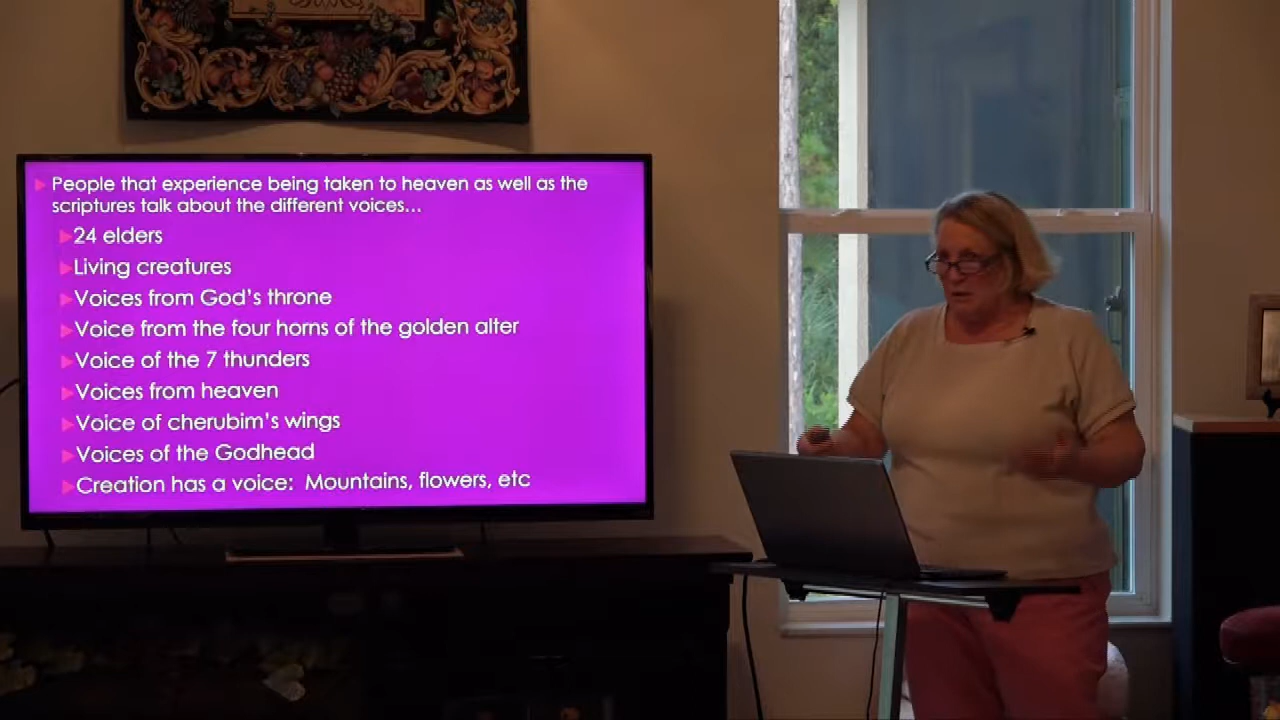 People that experience being taken to heaven as well as the
scriptures talk about the different voices...
24 elders
Living creatures
Voices from God's throne
Voice from the four horns of the golden alter
Voice of the 7 thunders
Voices from heaven
Voice of cherubim's wings
Voices of the Godhead
Creation has a voice: Mountains, flowers, etc